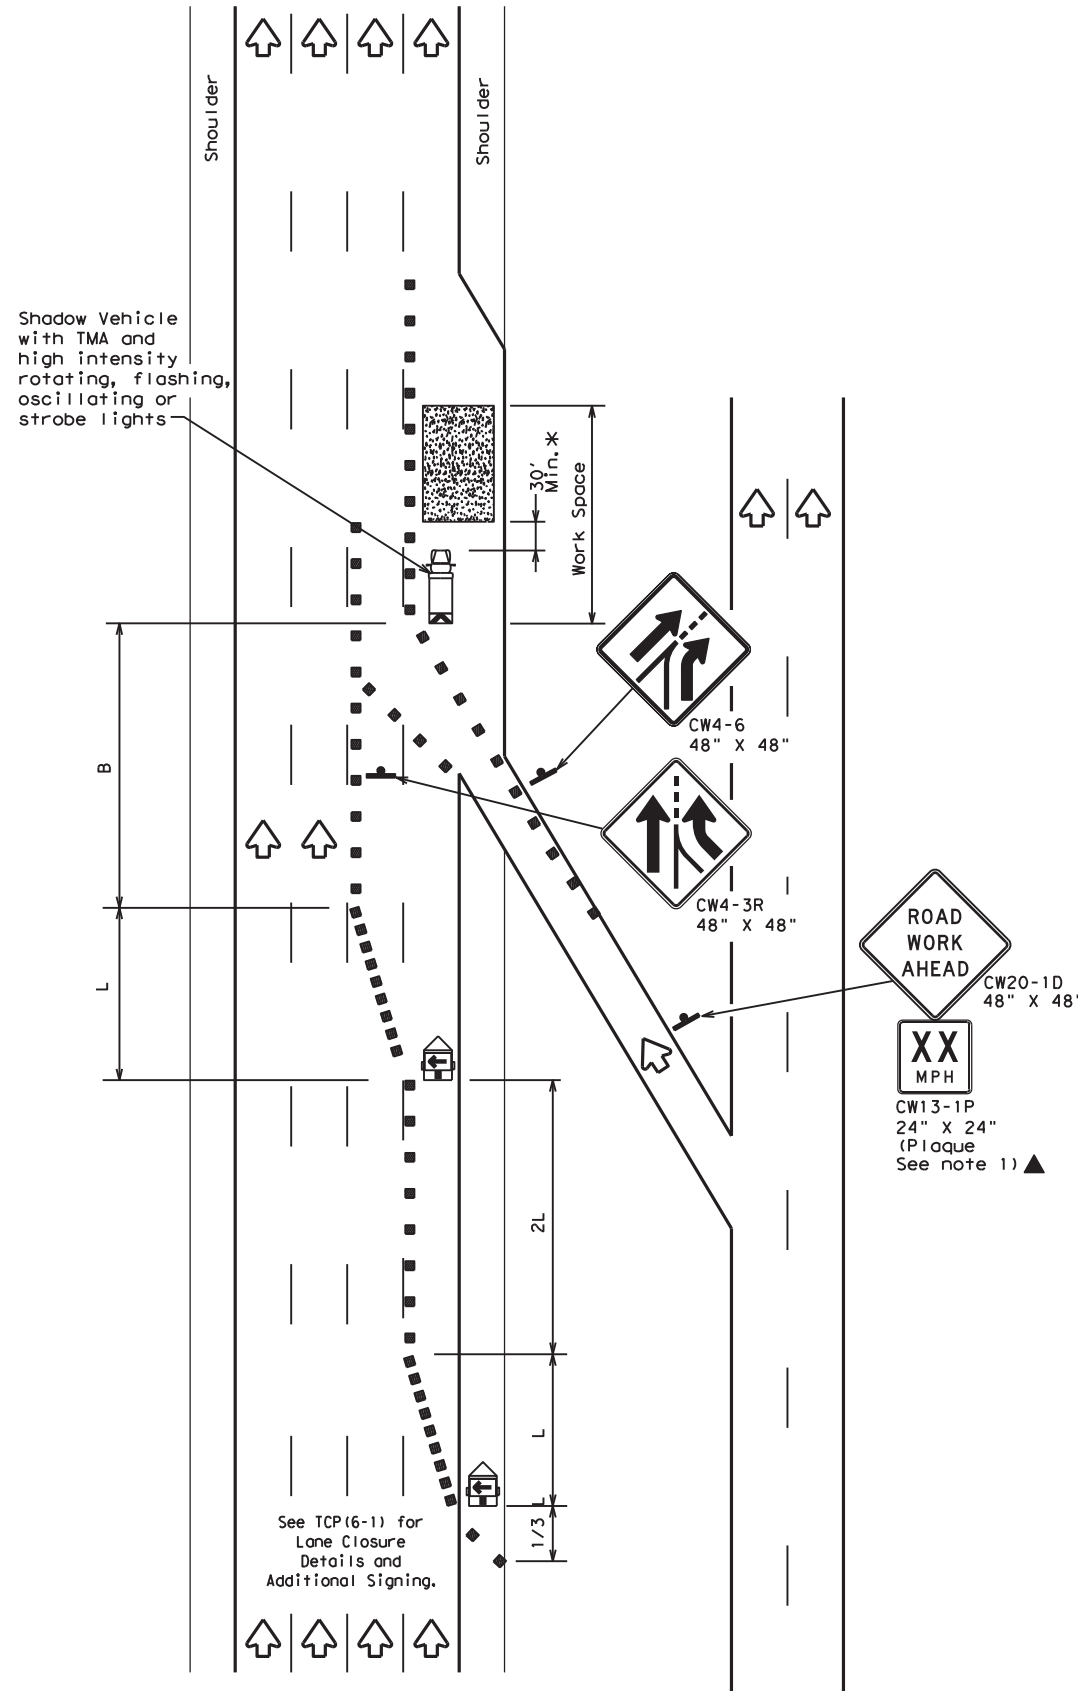 Shoulder
Shoulder
Shadow Vehicle
with TMA and
high intensity
rotating, flashing,
oscillating or
strobe lights
30'
Min.*
Work Space
CW4-6
48" X 48"
B
CW4-3R
48" X 48"
ROAD
WORK
AHEAD
CW20-1D
48" X 48"
L
XX
MPH
CW13-1P
24" X 24"
(Plaque
See note 1)▲
2L
L
1/3 L
See TCP(6-1) for
Lane Closure
Details and
Additional Signing.